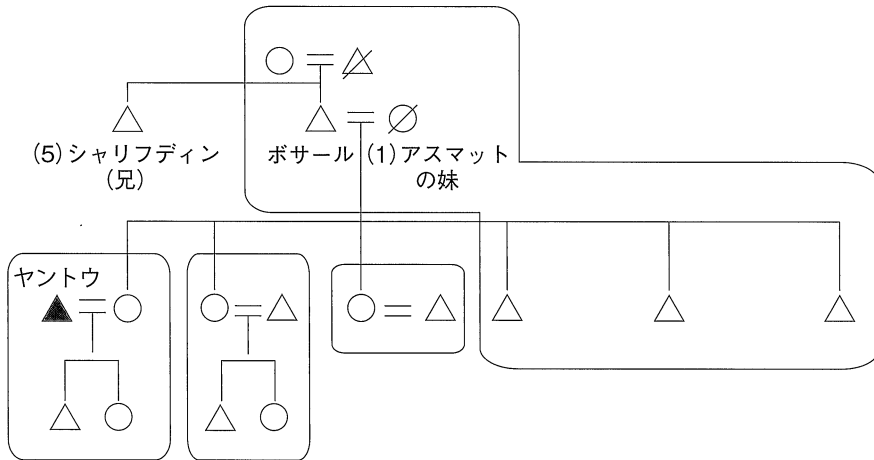 (5)シャリフディン
(兄)
ボサール
(1)アスマット
の妹
ヤントウ